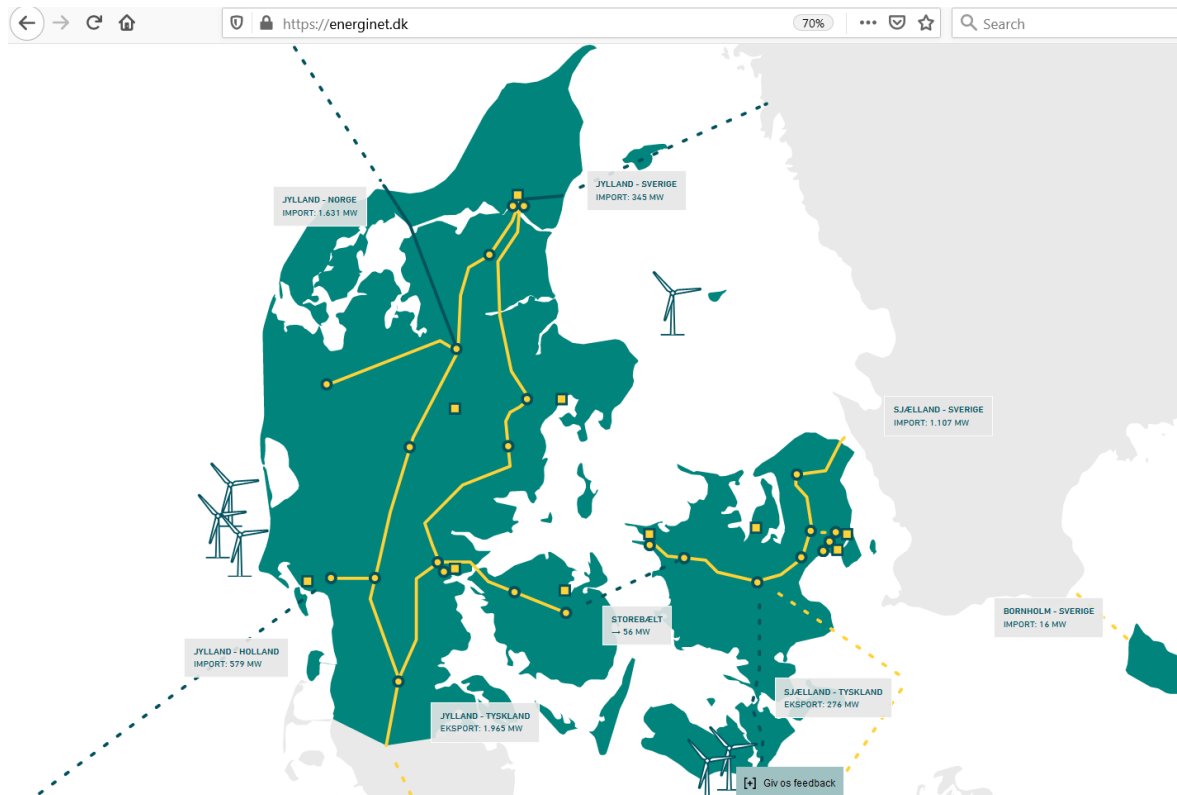 https://energinet.dk
70%
Search
JYLLAND - NORGE
IMPORT: 1.631 MW
JYLLAND - SVERIGE
IMPORT: 345 MW
SJÆLLAND - SVERIGE
IMPORT: 1.107 MW
STOREBÆLT
→ 56 MW
BORNHOLM - SVERIGE
IMPORT: 16 MW
JYLLAND - HOLLAND
IMPORT: 579 MW
SJÆLLAND - TYSKLAND
EKSPORT: 276 MW
JYLLAND - TYSKLAND
EKSPORT: 1.965 MW
[+] Giv os feedback